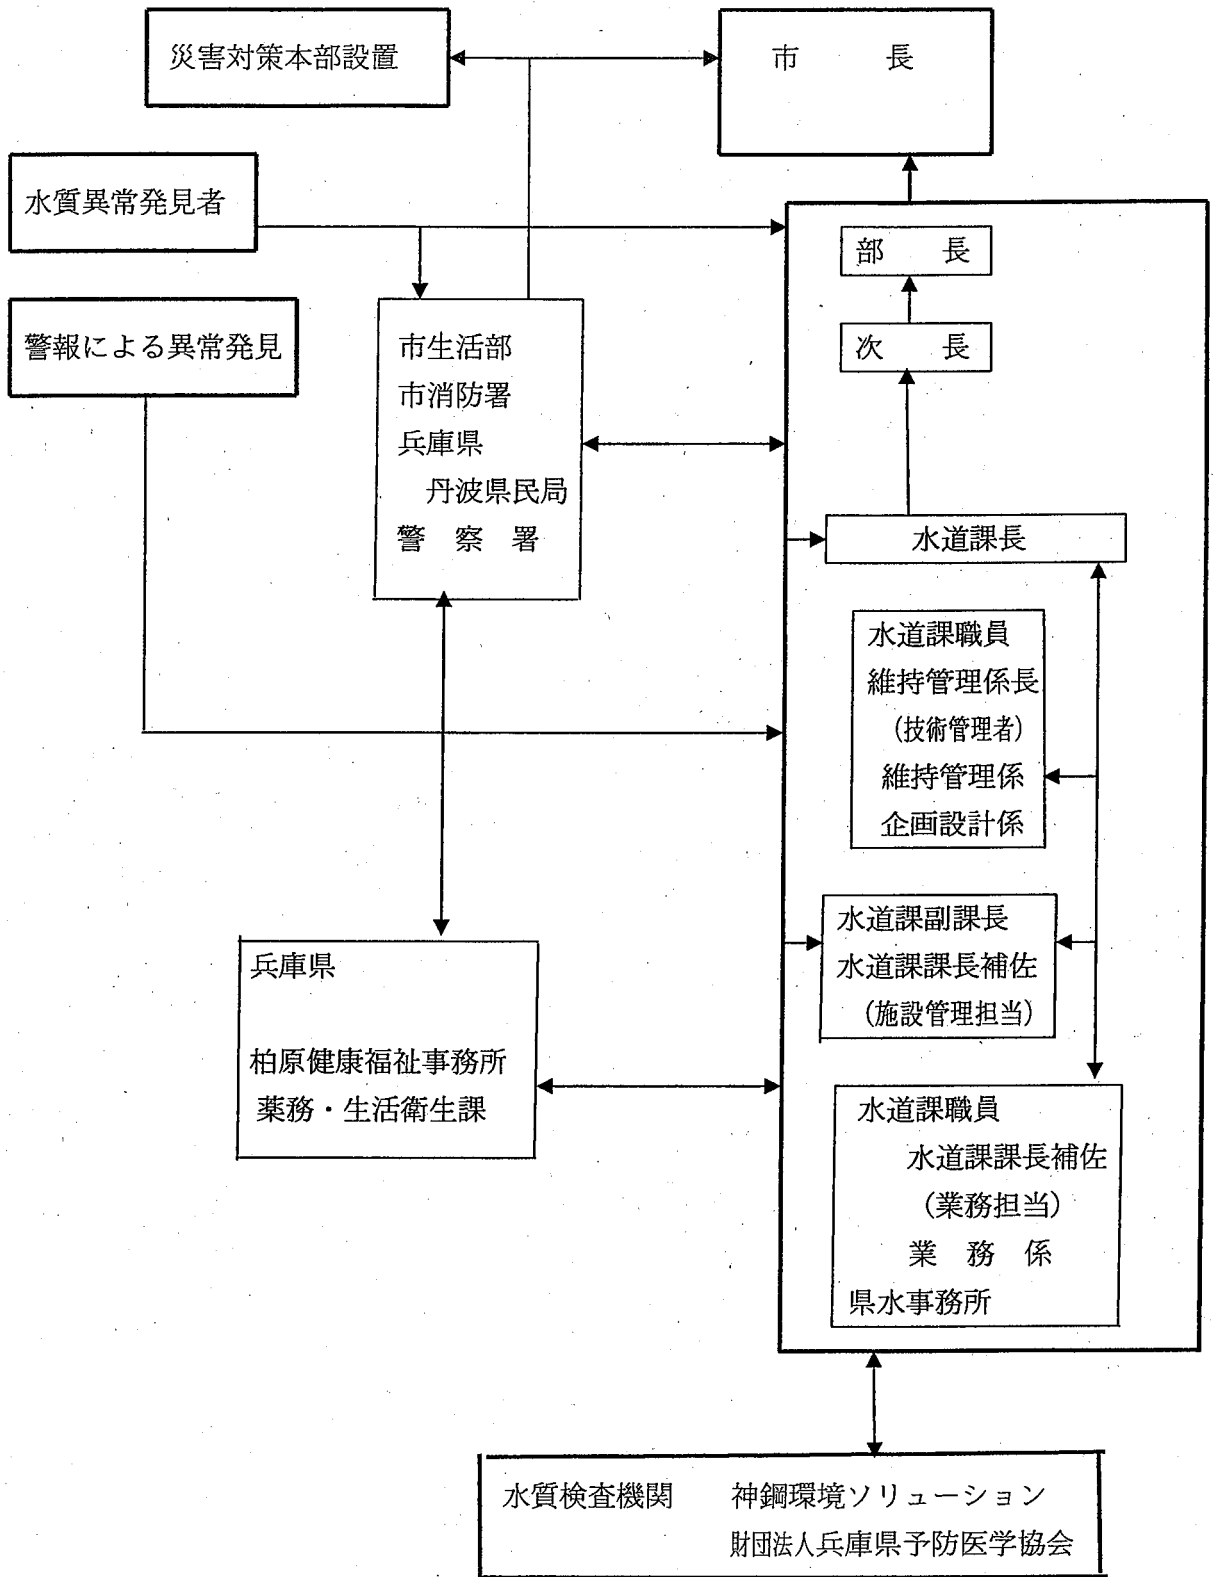 災害対策本部設置
市　　　長
水質異常発見者
部　　長
警報による異常発見
次　　長
市生活部
市消防署
兵庫県
丹波県民局
警　察　署
水道課長
水道課職員
維持管理係長
（技術管理者）
維持管理係
企画設計係
水道課副課長
水道課課長補佐
（施設管理担当）
兵庫県
柏原健康福祉事務所
薬務・生活衛生課
水道課職員
水道課課長補佐
（業務担当）
業　務　係
県水事務所
水質検査機関　　神鋼環境ソリューション
財団法人兵庫県予防医学協会